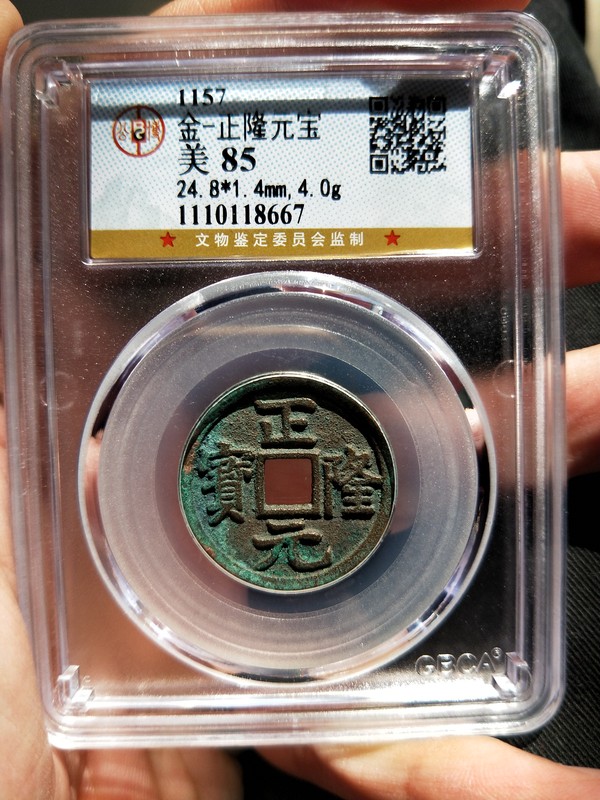 1157
金-正隆元宝
美 85
24.8*1.4mm,4.0g
1110118667
文物鉴定委员会监制
正隆元寳
GBCA